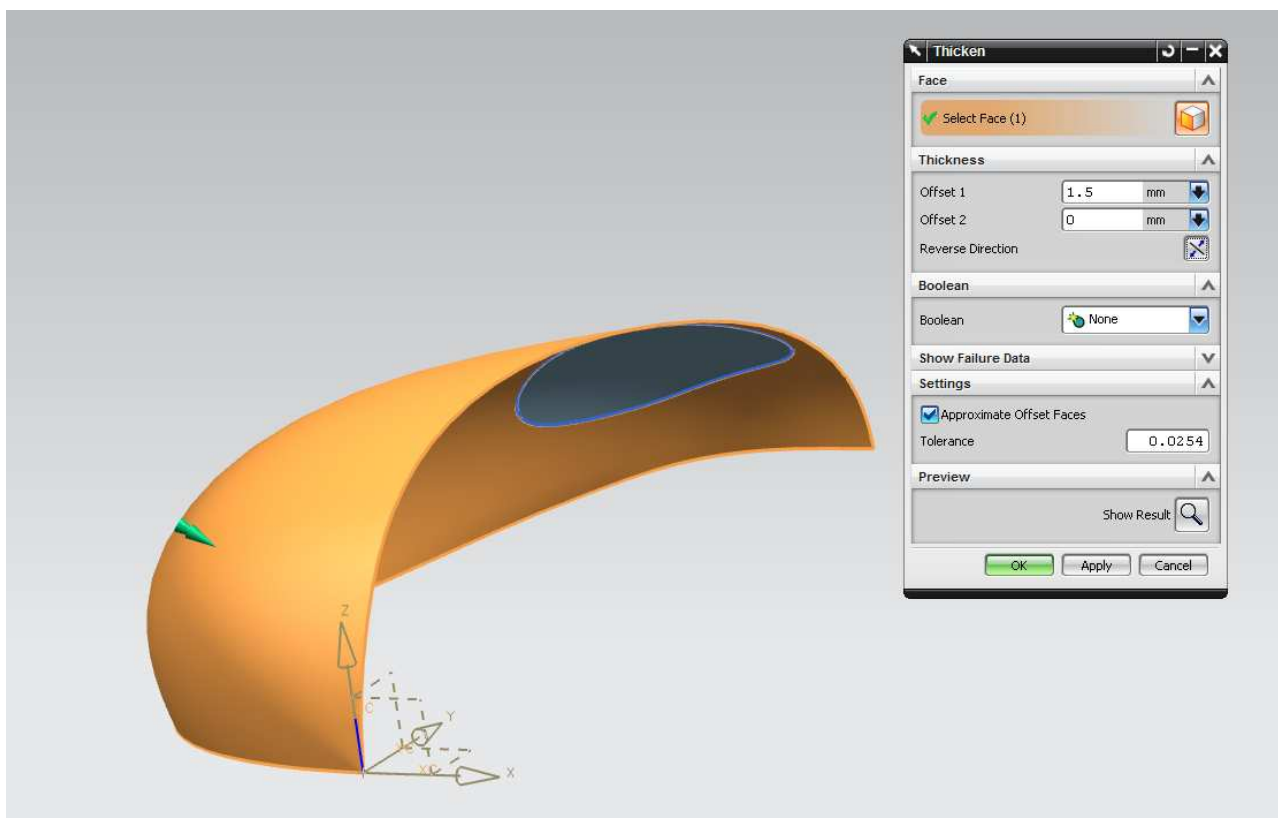 Thicken
Face
Select Face (1)
Thickness
Offset 1 1.5 mm
Offset 2 0 mm
Reverse Direction
Boolean
Boolean None
Show Failure Data
Settings
Approximate Offset Faces
Tolerance 0.0254
Preview
Show Result
OK Apply Cancel
Z
Y
X